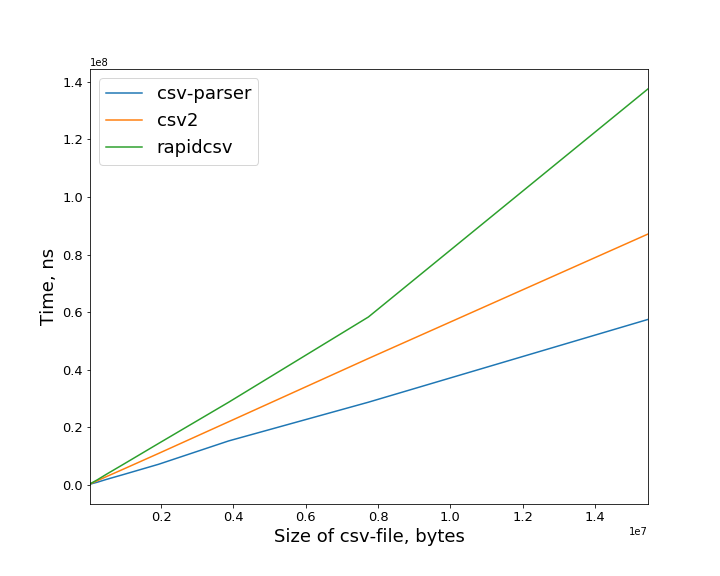 1e8
1.4
1.2
1.0
0.8
0.6
0.4
0.2
0.0
Time, ns
csv-parser
csv2
rapidcsv
0.2 0.4 0.6 0.8 1.0 1.2 1.4
1e7
Size of csv-file, bytes